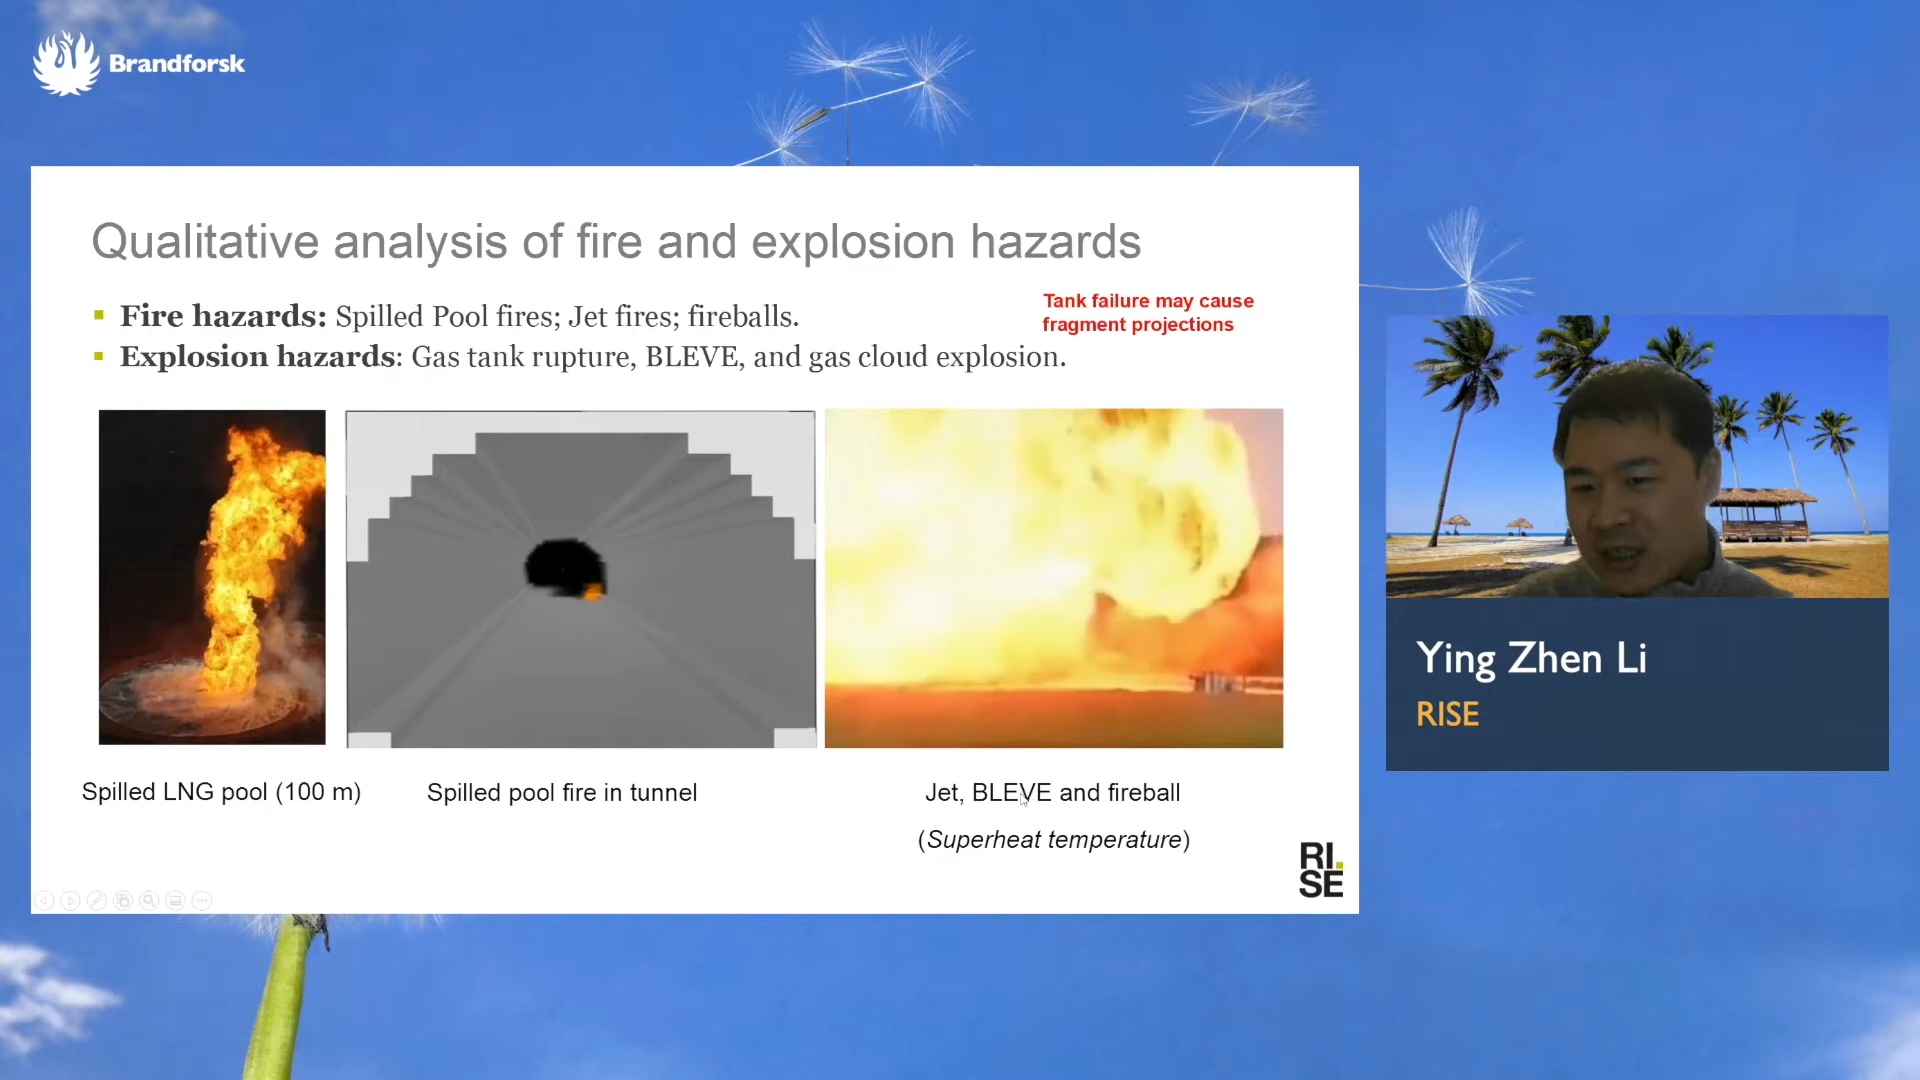 Brandforsk
Qualitative analysis of fire and explosion hazards
Tank failure may cause
fragment projections
▪ Fire hazards: Spilled Pool fires; Jet fires; fireballs.
▪ Explosion hazards: Gas tank rupture, BLEVE, and gas cloud explosion.
Spilled LNG pool (100 m)
Spilled pool fire in tunnel
Jet, BLEVE and fireball
(Superheat temperature)
RI.
SE
Ying Zhen Li
RISE